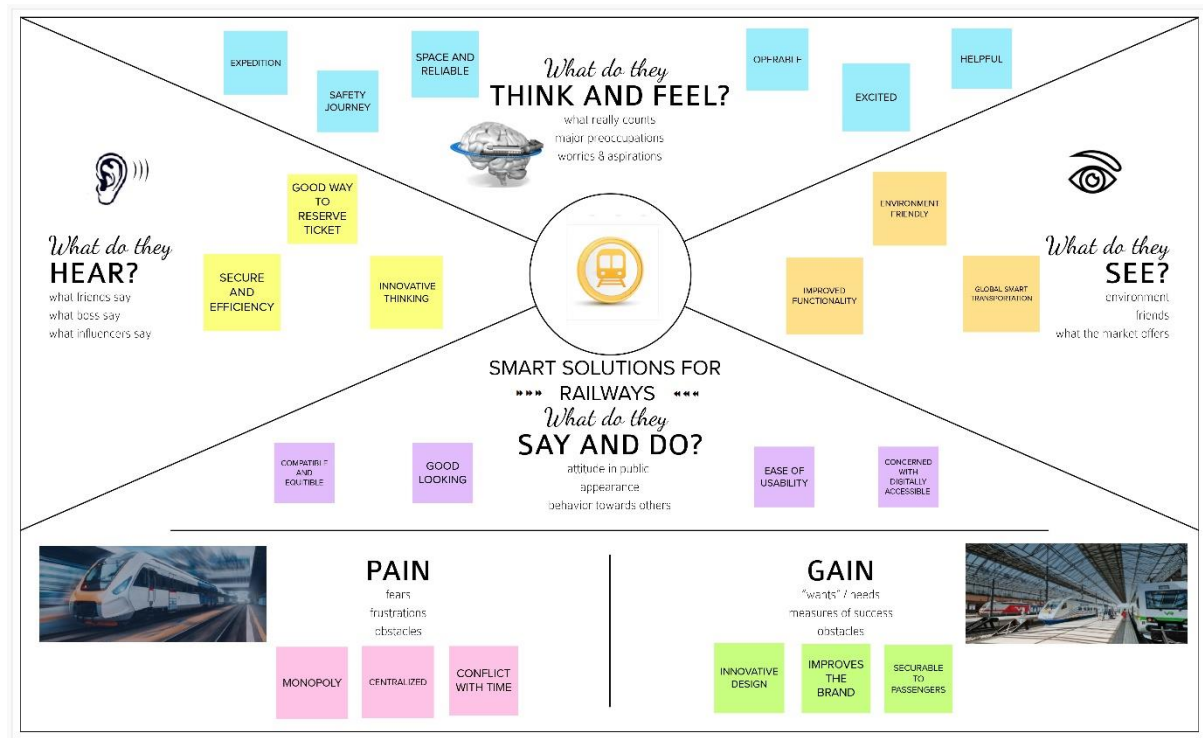 EXPEDITION
SAFETY
JOURNEY
SPACE AND
RELIABLE
What do they
THINK AND FEEL?
what really counts
major preoccupations
worries & aspirations
OPERABLE
EXCITED
HELPFUL
What do they
HEAR?
what friends say
what boss say
what influencers say
GOOD WAY
TO
RESERVE
TICKET
SECURE
AND
EFFICIENCY
INNOVATIVE
THINKING
ENVIRONMENT
FRIENDLY
IMPROVED
FUNCTIONALITY
GLOBAL SMART
TRANSPORTATION
What do they
SEE?
environment
friends
what the market offers
SMART SOLUTIONS FOR
RAILWAYS
What do they
SAY AND DO?
attitude in public
appearance
behavior towards others
COMPATIBLE
AND
EQUITIBLE
GOOD
LOOKING
EASE OF
USABILITY
CONCERNED
WITH
DIGITALLY
ACCESSIBLE
PAIN
fears
frustrations
obstacles
MONOPOLY
CENTRALIZED
CONFLICT
WITH TIME
GAIN
"wants" / needs
measures of success
obstacles
INNOVATIVE
DESIGN
IMPROVES
THE
BRAND
SECURABLE
TO
PASSENGERS